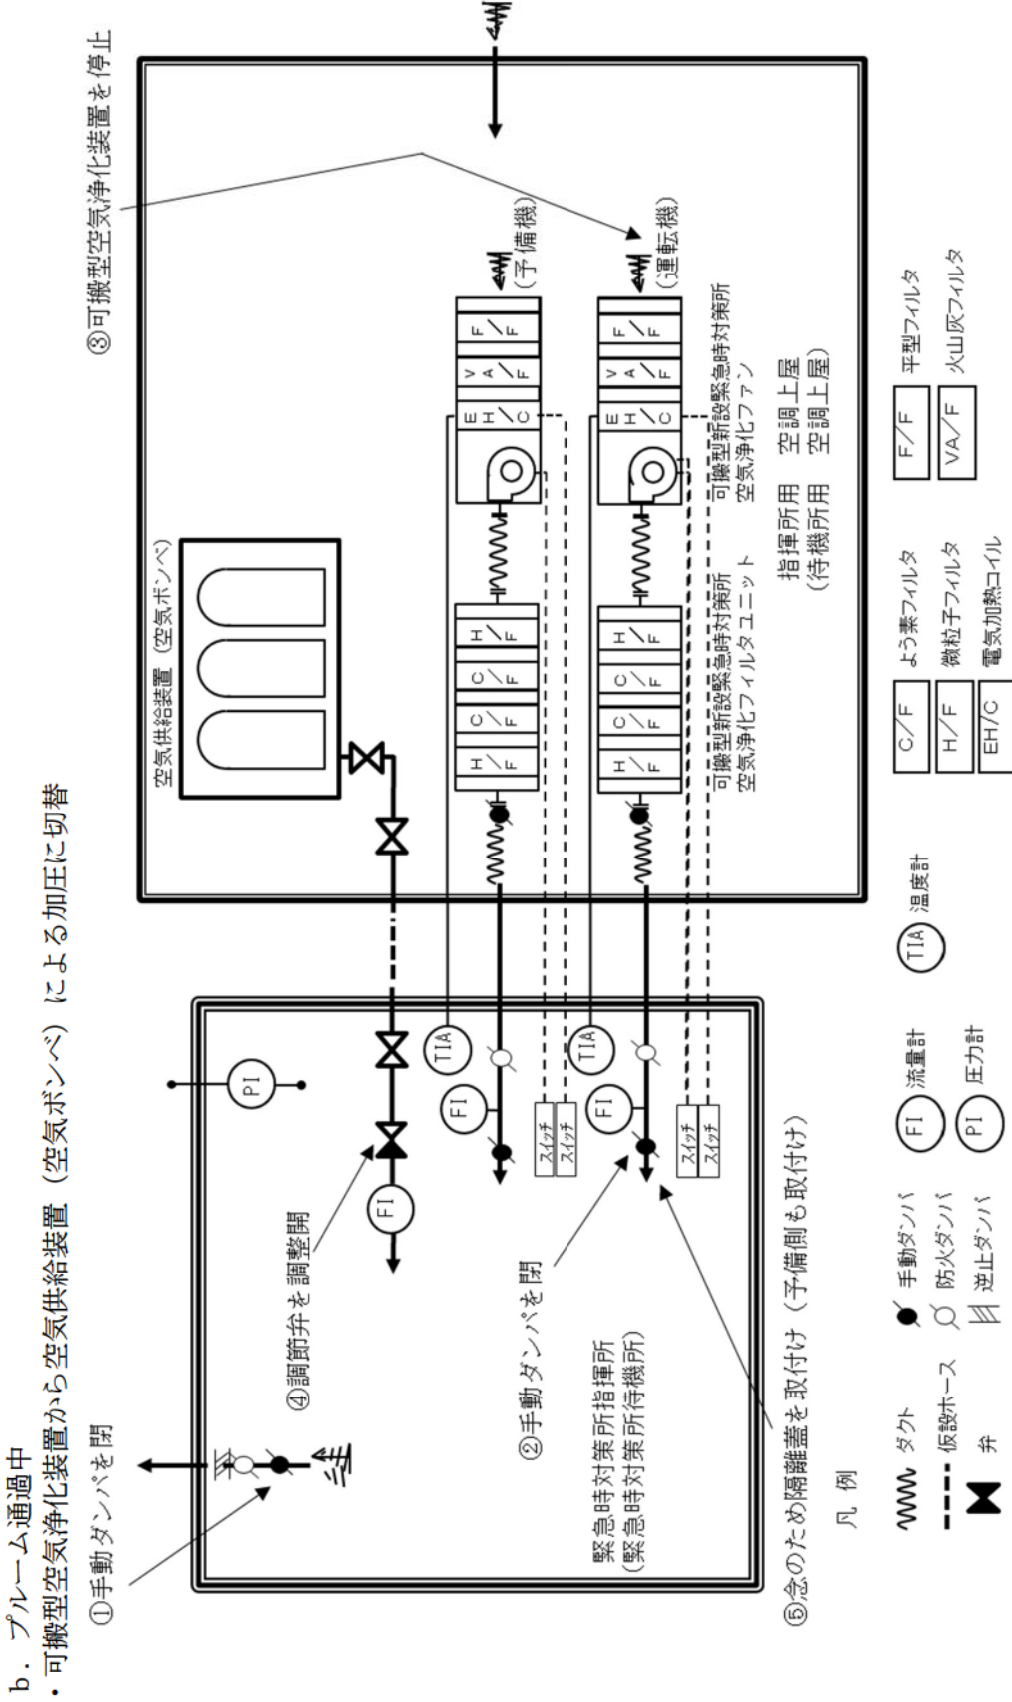 b．プルーム通過中
・可搬型空気浄化装置から空気供給装置（空気ボンベ）による加圧に切替
①手動ダンパを閉
③可搬型空気浄化装置を停止
空気供給装置（空気ボンベ）
PI
④調節弁を調整開
FI
TIA
FI
スイッチ
スイッチ
H/F
C/F
C/F
H/F
EH/C
VA/F
F/F
(予備機)
②手動ダンパを閉
TIA
FI
スイッチ
スイッチ
H/F
C/F
C/F
H/F
EH/C
VA/F
F/F
(運転機)
緊急時対策所指揮所
(緊急時対策所待機所)
可搬型新設緊急時対策所
空気浄化フィルタユニット
可搬型新設緊急時対策所
空気浄化ファン
指揮所用　空調上屋
(待機所用　空調上屋)
⑤念のため隔離蓋を取付け（予備側も取付け）
凡 例
ダクト
手動ダンパ
FI 流量計
TIA 温度計
C/F よう素フィルタ
F/F 平型フィルタ
仮設ホース
防火ダンパ
PI 圧力計
H/F 微粒子フィルタ
VA/F 火山灰フィルタ
弁
逆止ダンパ
EH/C 電気加熱コイル